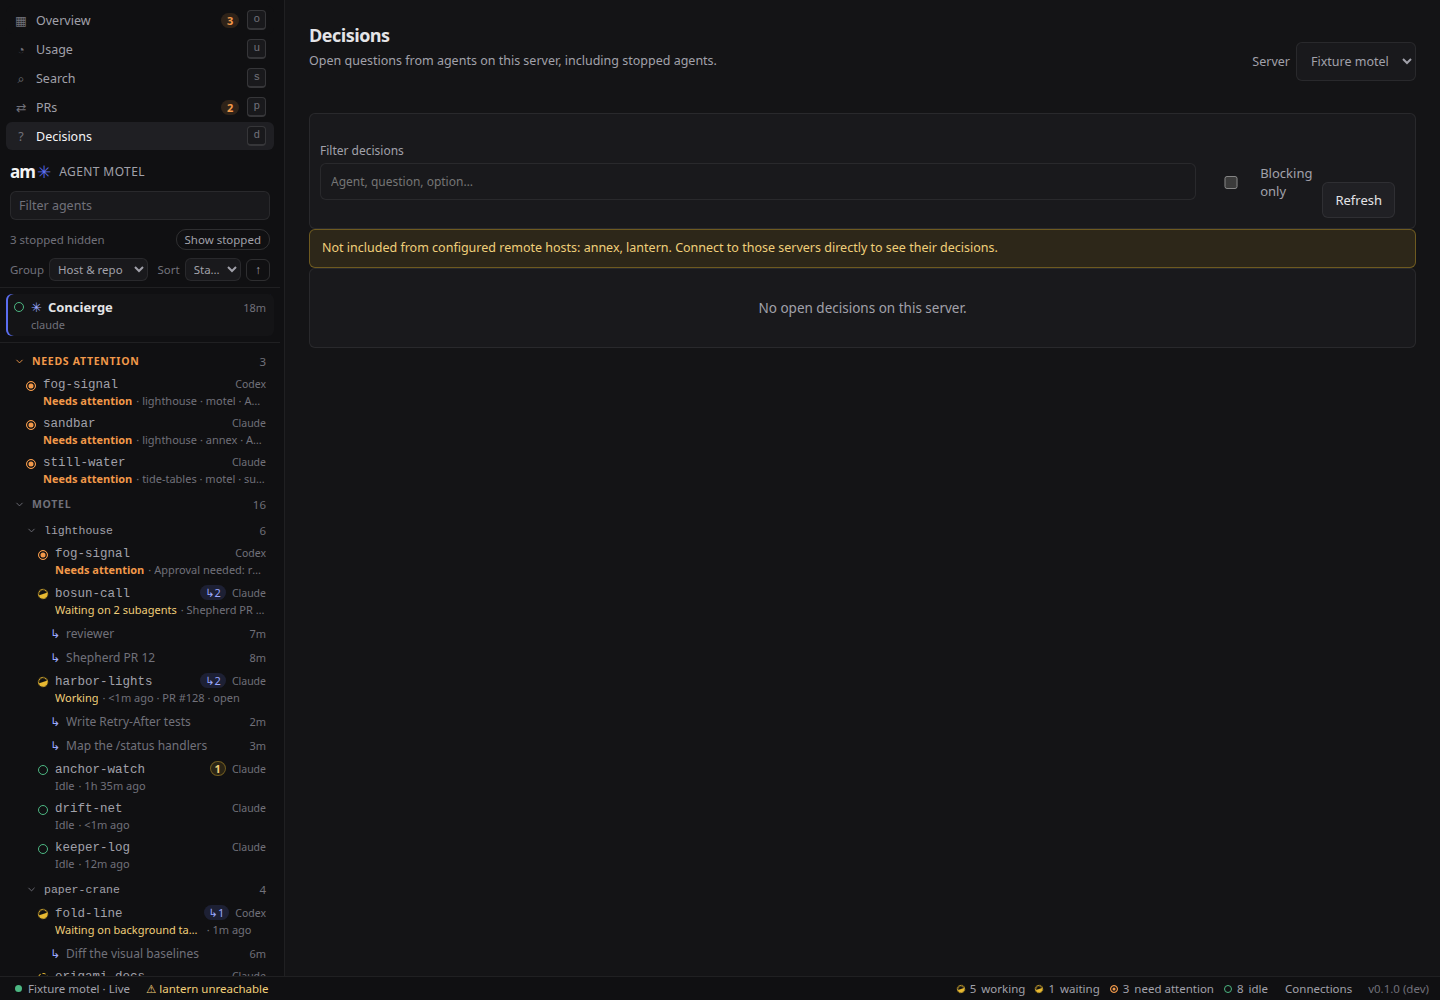 Overview 3 o
Usage u
Search s
PRs 2 p
? Decisions d
am✳ AGENT MOTEL
Filter agents
3 stopped hidden Show stopped
Group Host & repo Sort Sta... ↑
✳ Concierge 18m
claude
NEEDS ATTENTION 3
fog-signal Codex
Needs attention · lighthouse · motel · A...
sandbar Claude
Needs attention · lighthouse · annex · A...
still-water Claude
Needs attention · tide-tables · motel · su...
MOTEL 16
lighthouse 6
fog-signal Codex
Needs attention · Approval needed: r...
bosun-call ↳2 Claude
Waiting on 2 subagents · Shepherd PR ...
↳ reviewer 7m
↳ Shepherd PR 12 8m
harbor-lights ↳2 Claude
Working · <1m ago · PR #128 · open
↳ Write Retry-After tests 2m
↳ Map the /status handlers 3m
anchor-watch 1 Claude
Idle · 1h 35m ago
drift-net Claude
Idle · <1m ago
keeper-log Claude
Idle · 12m ago
paper-crane 4
fold-line ↳1 Codex
Waiting on background ta... · 1m ago
↳ Diff the visual baselines 6m
Decisions
Open questions from agents on this server, including stopped agents.
Server Fixture motel
Filter decisions
Agent, question, option...
Blocking
only
Refresh
Not included from configured remote hosts: annex, lantern. Connect to those servers directly to see their decisions.
No open decisions on this server.
Fixture motel · Live ⚠ lantern unreachable 5 working 1 waiting 3 need attention 8 idle Connections v0.1.0 (dev)